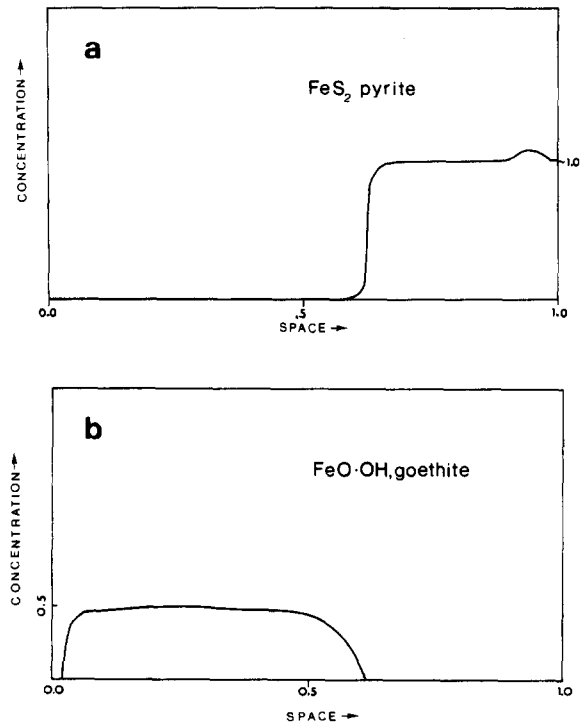 a
FeS₂ pyrite
CONCENTRATION →
1.0
0.0 .5 1.0
SPACE →
b
FeO·OH, goethite
CONCENTRATION →
0.5
0.0 0.5 1.0
SPACE →